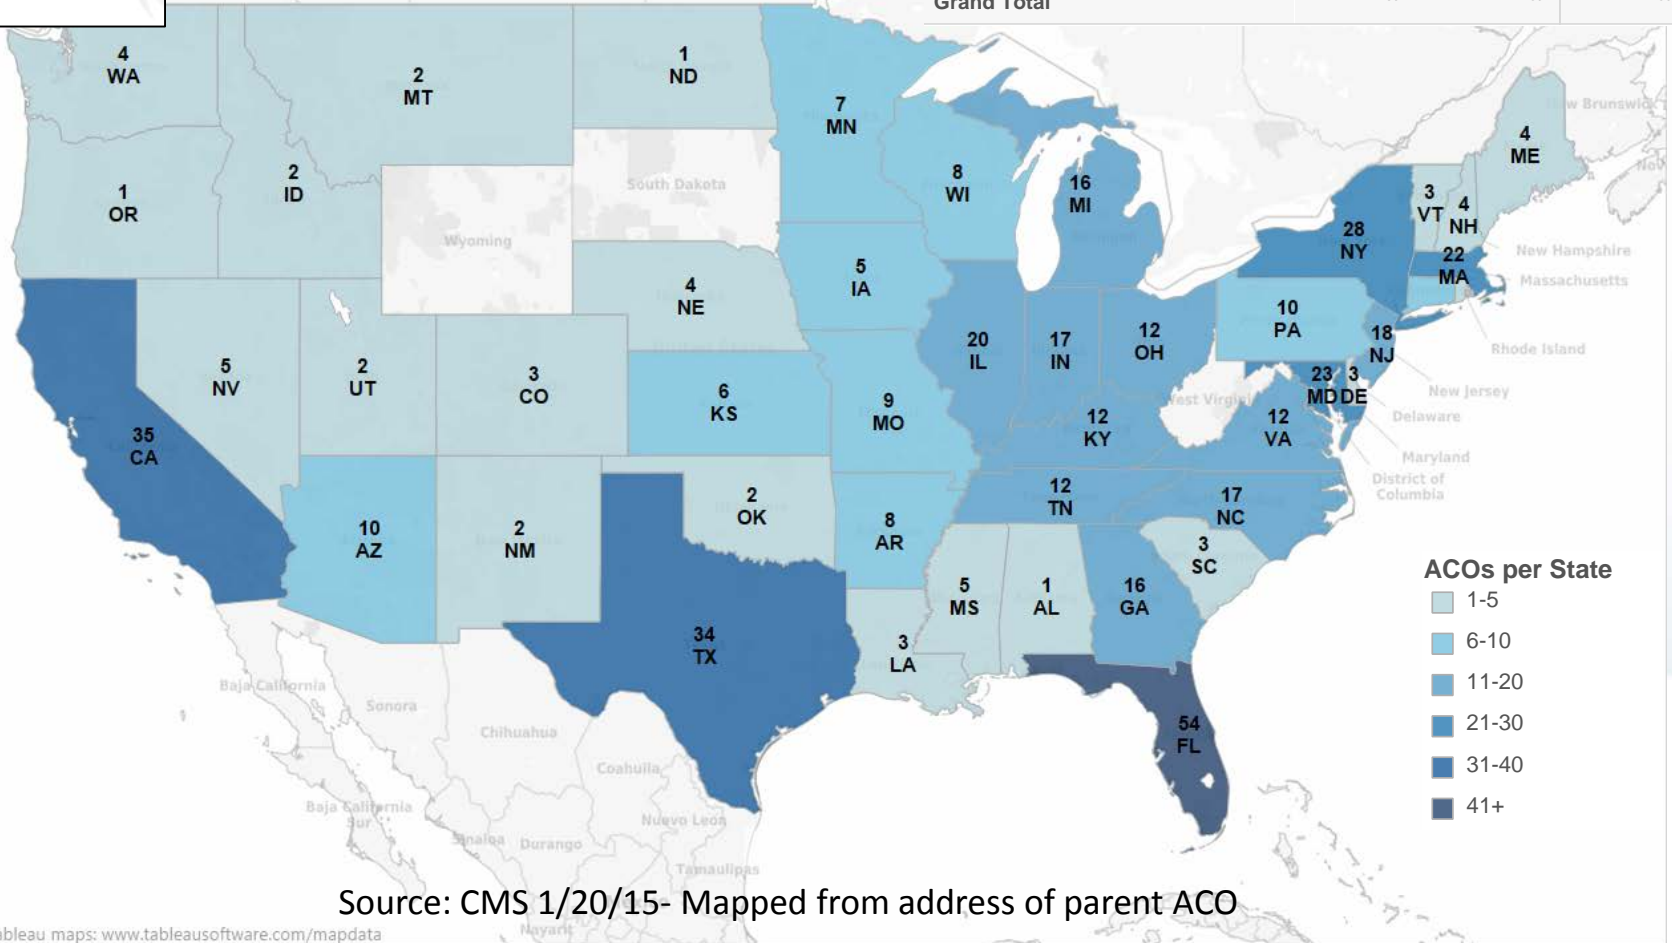 Grand Total
4
WA
2
MT
1
ND
7
MN
8
WI
16
MI
4
ME
1
OR
2
ID
South Dakota
Wyoming
3
VT
4
NH
28
NY
22
MA
New Hampshire
Massachusetts
5
IA
4
NE
10
PA
18
NJ
Rhode Island
20
IL
17
IN
12
OH
5
NV
2
UT
3
CO
6
KS
9
MO
12
KY
12
VA
23
MD
3
DE
New Jersey
Delaware
Maryland
District of
Columbia
35
CA
10
AZ
2
NM
2
OK
8
AR
12
TN
17
NC
3
SC
5
MS
1
AL
16
GA
34
TX
3
LA
54
FL
ACOs per State
1-5
6-10
11-20
21-30
31-40
41+
Baja California
Sonora
Chihuahua
Coahuila
Baja California
Sur
Nuevo León
Sinaloa
Durango
Tamaulipas
Nayarit
Source: CMS 1/20/15- Mapped from address of parent ACO
maps: www.tableausoftware.com/mapdata